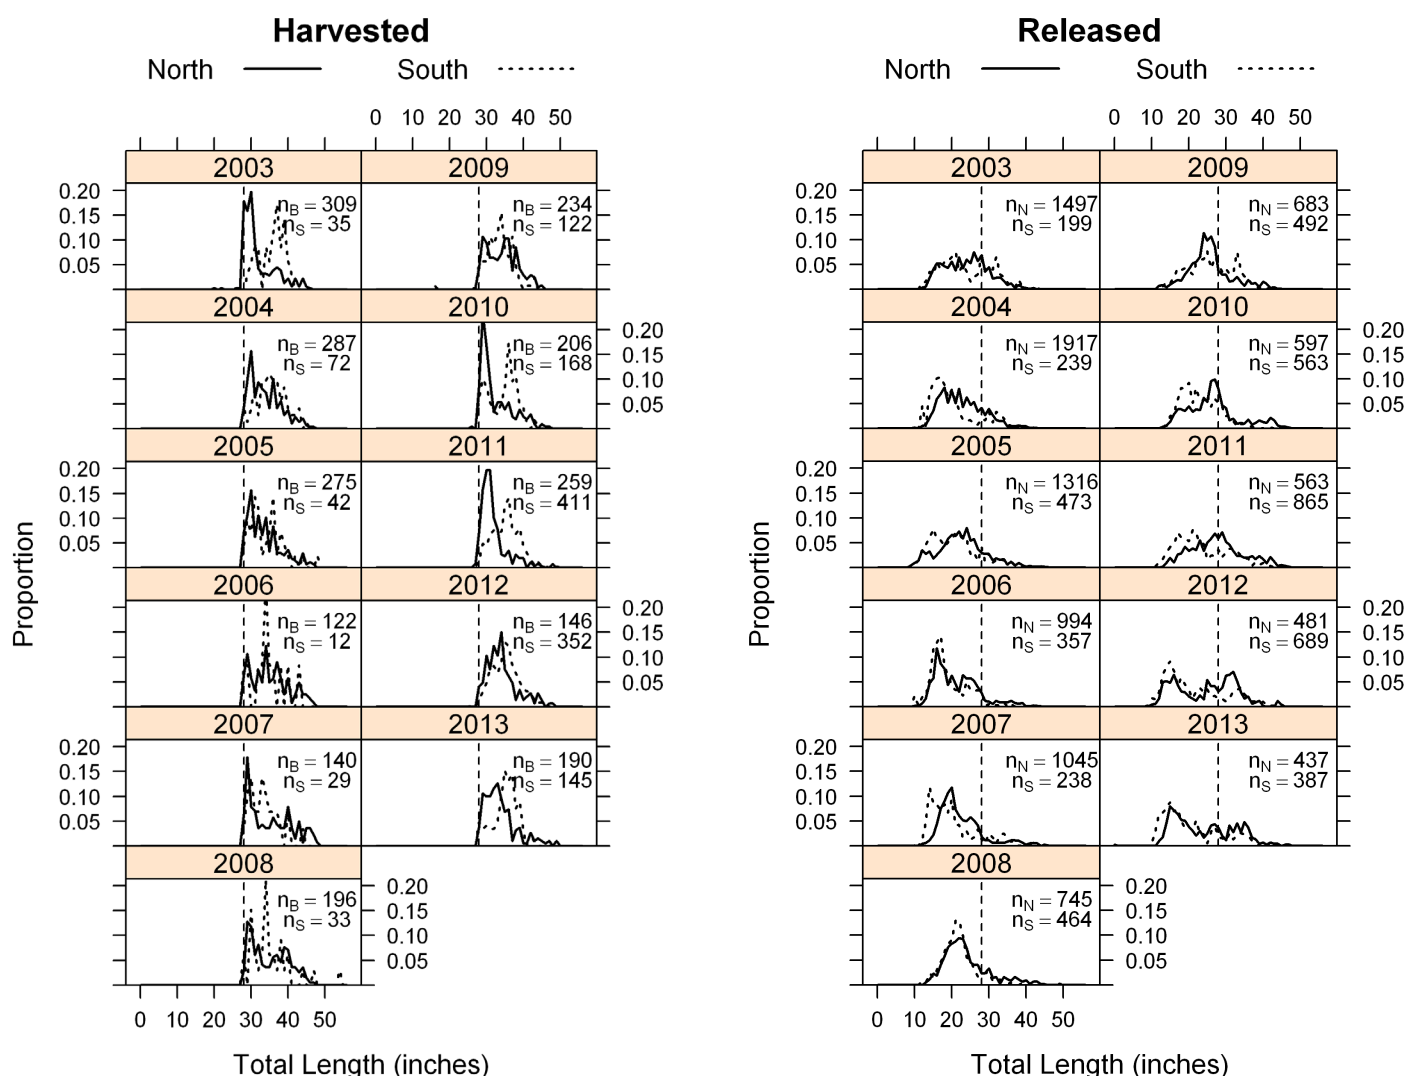 Harvested
North South
0 10 20 30 40 50
2003 2009
0.20
0.15
0.10
0.05
nB = 309
nS = 35
nB = 234
nS = 122
2004 2010
nB = 287
nS = 72
nB = 206
nS = 168
0.20
0.15
0.10
0.05
2005 2011
0.20
0.15
0.10
0.05
nB = 275
nS = 42
nB = 259
nS = 411
2006 2012
nB = 122
nS = 12
nB = 146
nS = 352
0.20
0.15
0.10
0.05
2007 2013
0.20
0.15
0.10
0.05
nB = 140
nS = 29
nB = 190
nS = 145
2008
nB = 196
nS = 33
0.20
0.15
0.10
0.05
0 10 20 30 40 50
Proportion
Total Length (inches)
Released
North South
0 10 20 30 40 50
2003 2009
0.20
0.15
0.10
0.05
nN = 1497
nS = 199
nN = 683
nS = 492
2004 2010
nN = 1917
nS = 239
nN = 597
nS = 563
0.20
0.15
0.10
0.05
2005 2011
0.20
0.15
0.10
0.05
nN = 1316
nS = 473
nN = 563
nS = 865
2006 2012
nN = 994
nS = 357
nN = 481
nS = 689
0.20
0.15
0.10
0.05
2007 2013
0.20
0.15
0.10
0.05
nN = 1045
nS = 238
nN = 437
nS = 387
2008
nN = 745
nS = 464
0.20
0.15
0.10
0.05
0 10 20 30 40 50
Proportion
Total Length (inches)